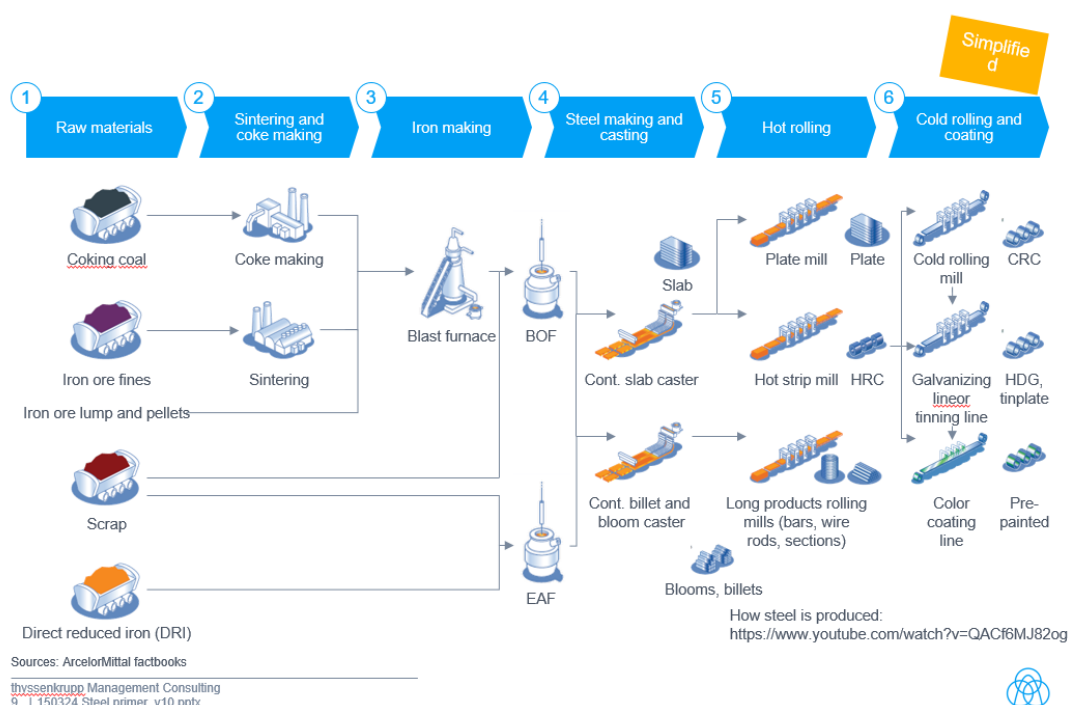 Simplifie
d
1
Raw materials
2
Sintering and
coke making
3
Iron making
4
Steel making and
casting
5
Hot rolling
6
Cold rolling and
coating
Coking coal
Coke making
Iron ore fines
Sintering
Iron ore lump and pellets
Scrap
Direct reduced iron (DRI)
Blast furnace
BOF
EAF
Slab
Cont. slab caster
Cont. billet and
bloom caster
Blooms, billets
Plate mill
Plate
Hot strip mill
HRC
Long products rolling
mills (bars, wire
rods, sections)
Cold rolling
mill
CRC
Galvanizing
lineor
tinning line
HDG,
tinplate
Color
coating
line
Pre-
painted
How steel is produced:
https://www.youtube.com/watch?v=QACf6MJ82og
Sources: ArcelorMittal factbooks
thyssenkrupp Management Consulting
9 | 150324 Steel primer_v10.pptx